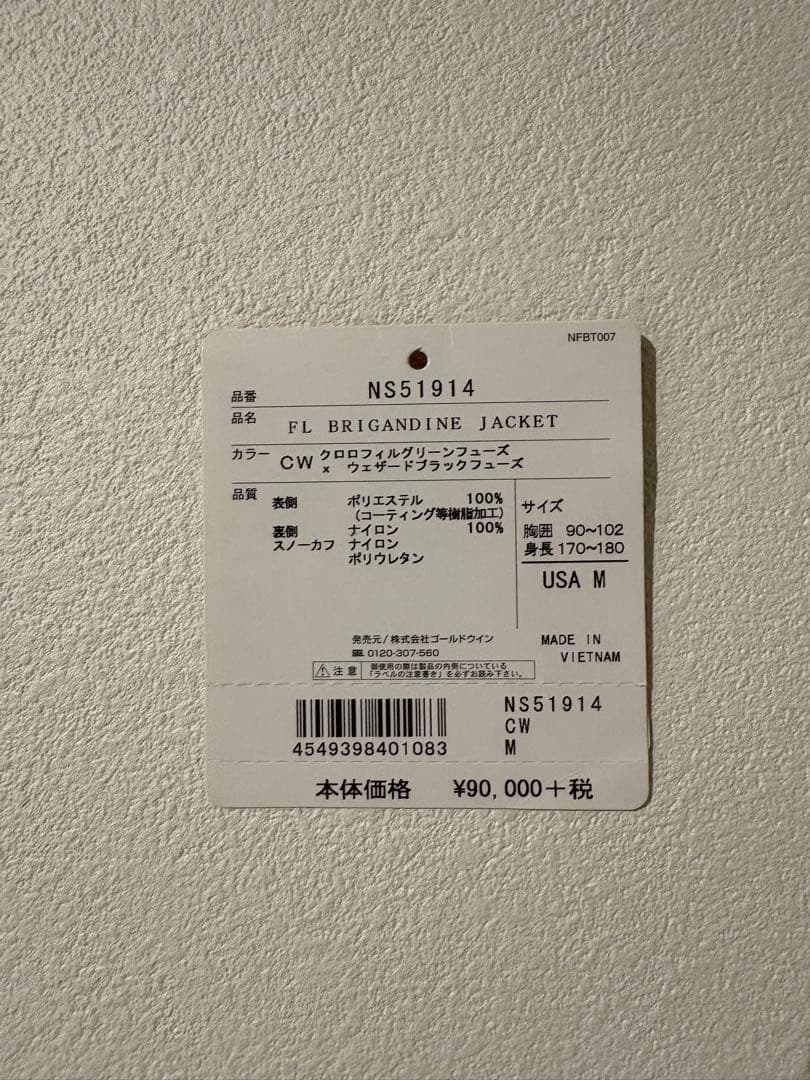 NFBT007
品番 NS51914
品名 FL BRIGANDINE JACKET
カラー CW クロロフィルグリーンフューズ
× ウェザードブラックフューズ
品質 表側 ポリエステル 100%
(コーティング等樹脂加工)
裏側 ナイロン 100%
スノーカフ ナイロン
ポリウレタン
サイズ
胸囲 90~102
身長 170~180
USA M
発売元/株式会社ゴールドウイン
0120-307-560
MADE IN
VIETNAM
注意 御使用の際は製品の内側についている
「ラベルの注意書き」を必ずお読み下さい。
NS51914
CW
M
4549398401083
本体価格 ¥90,000+税